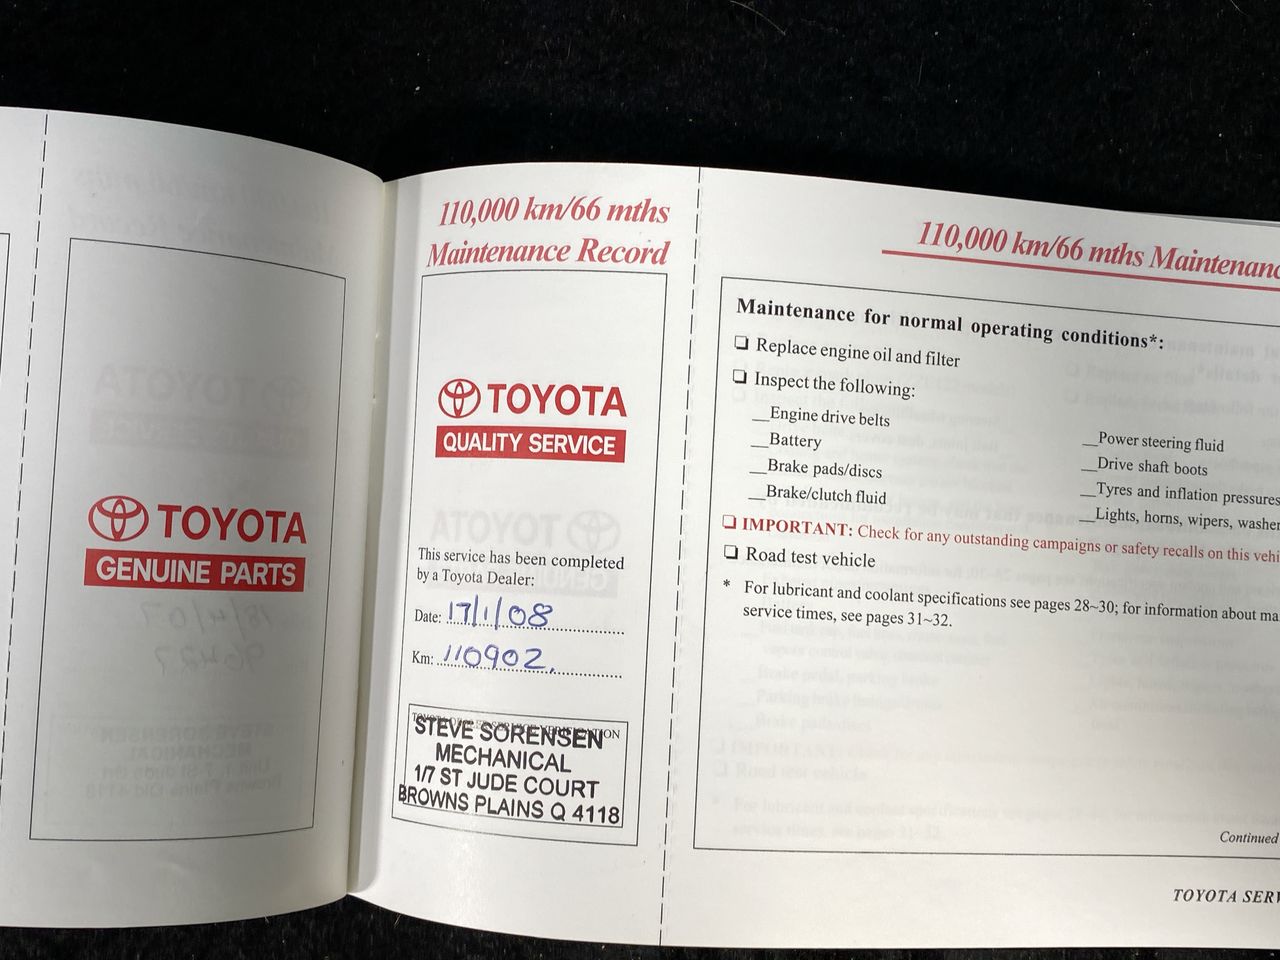 TOYOTA
GENUINE PARTS
110,000 km/66 mths
Maintenance Record
TOYOTA
QUALITY SERVICE
This service has been completed
by a Toyota Dealer:
Date: 17/1/08
Km: 110902.
TOYOTA DEALER SERVICE VERIFICATION
STEVE SORENSEN
MECHANICAL
1/7 ST JUDE COURT
BROWNS PLAINS Q 4118
110,000 km/66 mths Maintenanc
Maintenance for normal operating conditions*:
❏ Replace engine oil and filter
❏ Inspect the following:
__Engine drive belts
__Battery
__Brake pads/discs
__Brake/clutch fluid
__Power steering fluid
__Drive shaft boots
__Tyres and inflation pressures
__Lights, horns, wipers, washer
❏ IMPORTANT: Check for any outstanding campaigns or safety recalls on this vehi
❏ Road test vehicle
* For lubricant and coolant specifications see pages 28~30; for information about ma
service times, see pages 31~32.
Continued
TOYOTA SERV